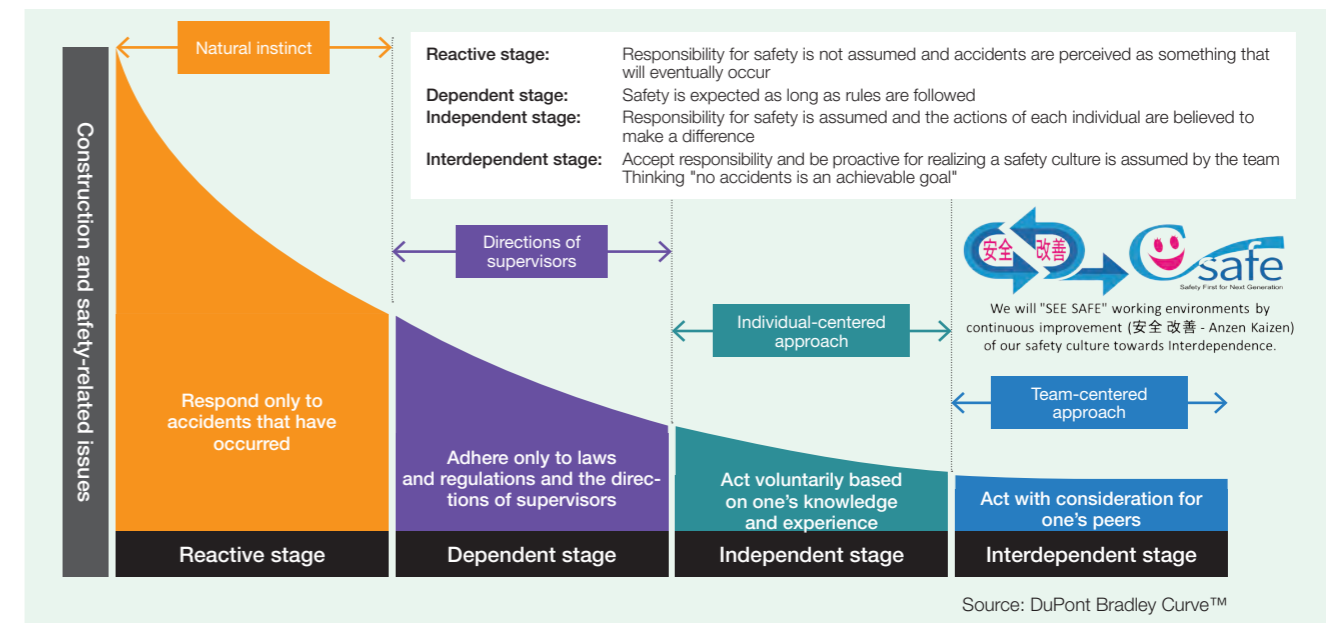 Natural instinct
Reactive stage: Responsibility for safety is not assumed and accidents are perceived as something that
will eventually occur
Dependent stage: Safety is expected as long as rules are followed
Independent stage: Responsibility for safety is assumed and the actions of each individual are believed to
make a difference
Interdependent stage: Accept responsibility and be proactive for realizing a safety culture is assumed by the team
Thinking "no accidents is an achievable goal"
Construction and safety-related issues
Directions of
supervisors
Individual-centered
approach
安全 改善
Csafe
Safety First for Next Generation
We will "SEE SAFE" working environments by
continuous improvement (安全 改善 - Anzen Kaizen)
of our safety culture towards Interdependence.
Team-centered
approach
Respond only to
accidents that have
occurred
Adhere only to laws
and regulations and the direc-
tions of supervisors
Act voluntarily based
on one's knowledge
and experience
Act with consideration for
one's peers
Reactive stage
Dependent stage
Independent stage
Interdependent stage
Source: DuPont Bradley Curve™